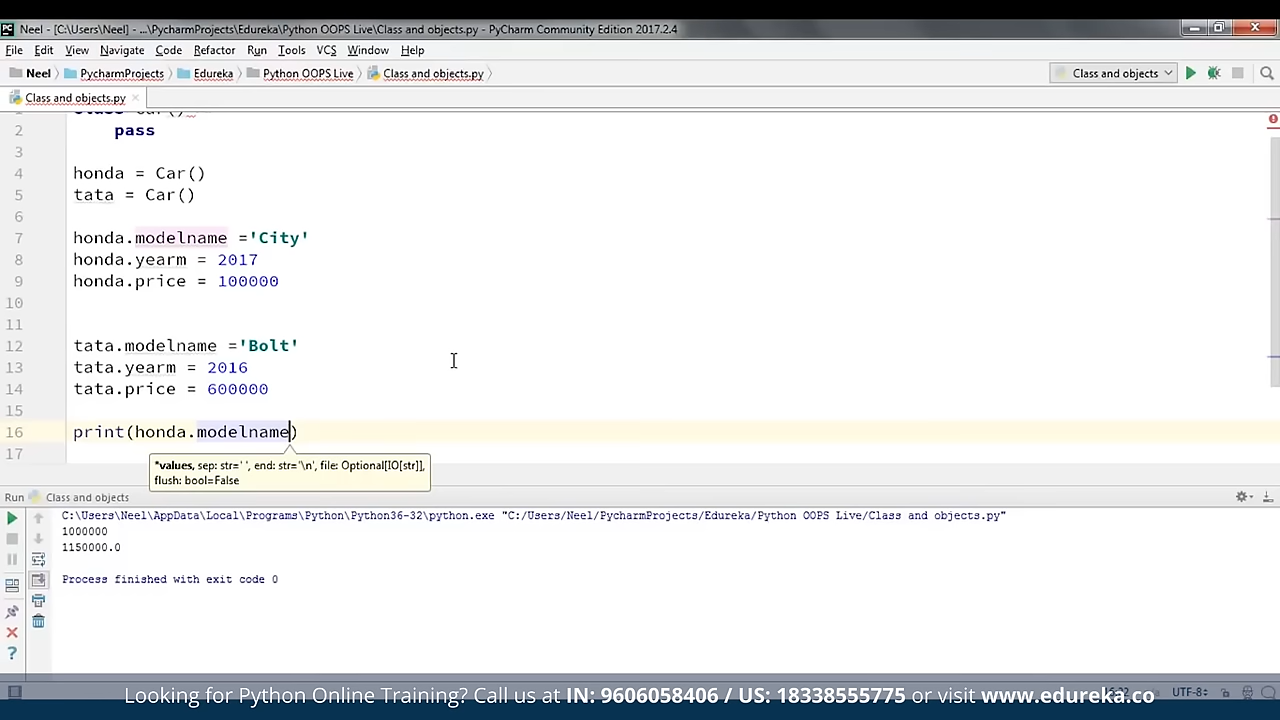 Neel - [C:\Users\Neel] - ...\PycharmProjects\Edureka\Python OOPS Live\Class and objects.py - PyCharm Community Edition 2017.2.4
File Edit View Navigate Code Refactor Run Tools VCS Window Help
Neel PycharmProjects Edureka Python OOPS Live Class and objects.py Class and objects
Class and objects.py
2 pass
3
4 honda = Car()
5 tata = Car()
6
7 honda.modelname ='City'
8 honda.yearm = 2017
9 honda.price = 100000
10
11
12 tata.modelname ='Bolt'
13 tata.yearm = 2016
14 tata.price = 600000
15
16 print(honda.modelname)
17
*values, sep: str=' ', end: str='\n', file: Optional[IO[str]],
flush: bool=False
Run Class and objects
C:\Users\Neel\AppData\Local\Programs\Python\Python36-32\python.exe "C:/Users/Neel/PycharmProjects/Edureka/Python OOPS Live/Class and objects.py"
1000000
1150000.0
Process finished with exit code 0
Looking for Python Online Training? Call us at IN: 9606058406 / US: 18338555775 or visit www.edureka.co
UTF-8